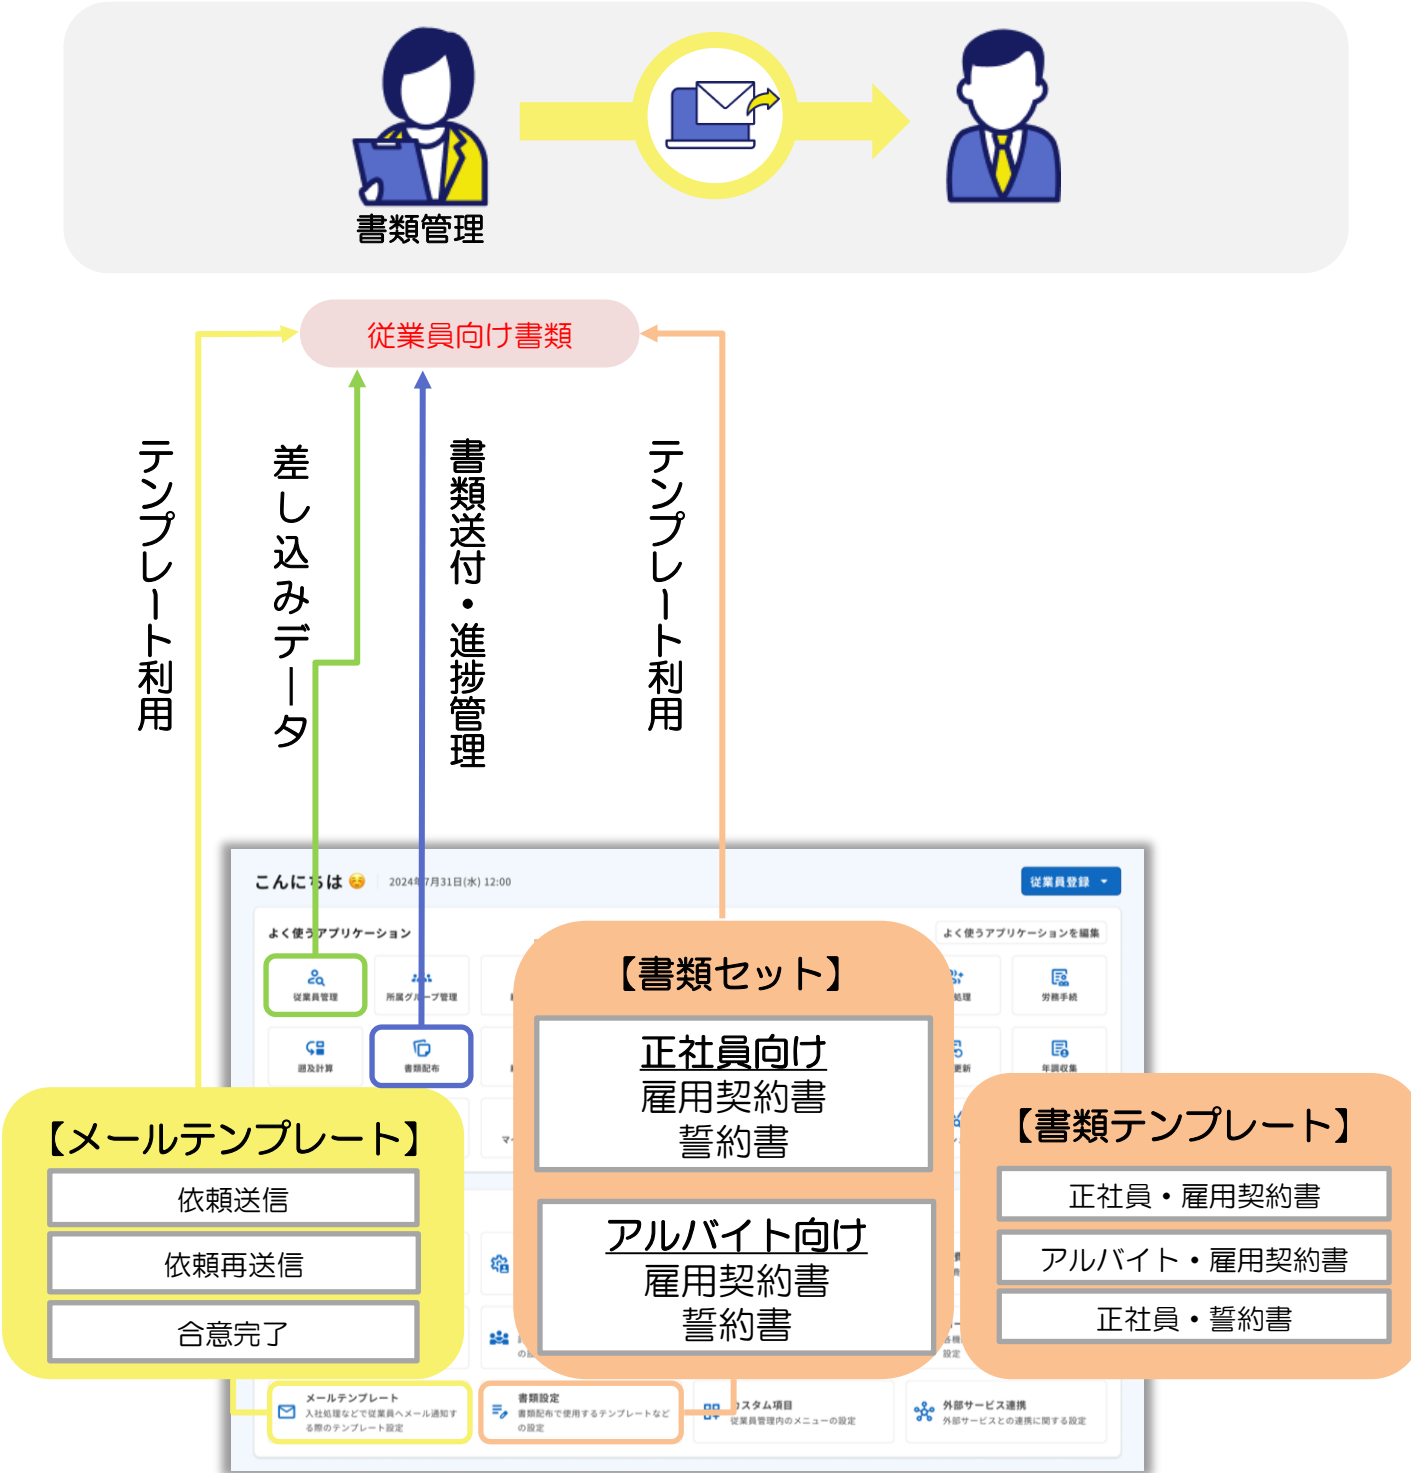 書類管理
従業員向け書類
テンプレート利用
差し込みデータ
書類送付・進捗管理
テンプレート利用
こんにちは
2024年7月31日(水) 12:00
従業員登録
よく使うアプリケーション
よく使うアプリケーションを編集
従業員管理
所属グループ管理
処理
労務手続
遡及計算
書類配布
更新
年調収集
【書類セット】
正社員向け
雇用契約書
誓約書
アルバイト向け
雇用契約書
誓約書
【メールテンプレート】
依頼送信
依頼再送信
合意完了
【書類テンプレート】
正社員・雇用契約書
アルバイト・雇用契約書
正社員・誓約書
設定
メールテンプレート
入社処理などで従業員へメール通知す
る際のテンプレート設定
書類設定
書類配布で使用するテンプレートなど
の設定
カスタム項目
従業員管理内のメニューの設定
外部サービス連携
外部サービスとの連携に関する設定